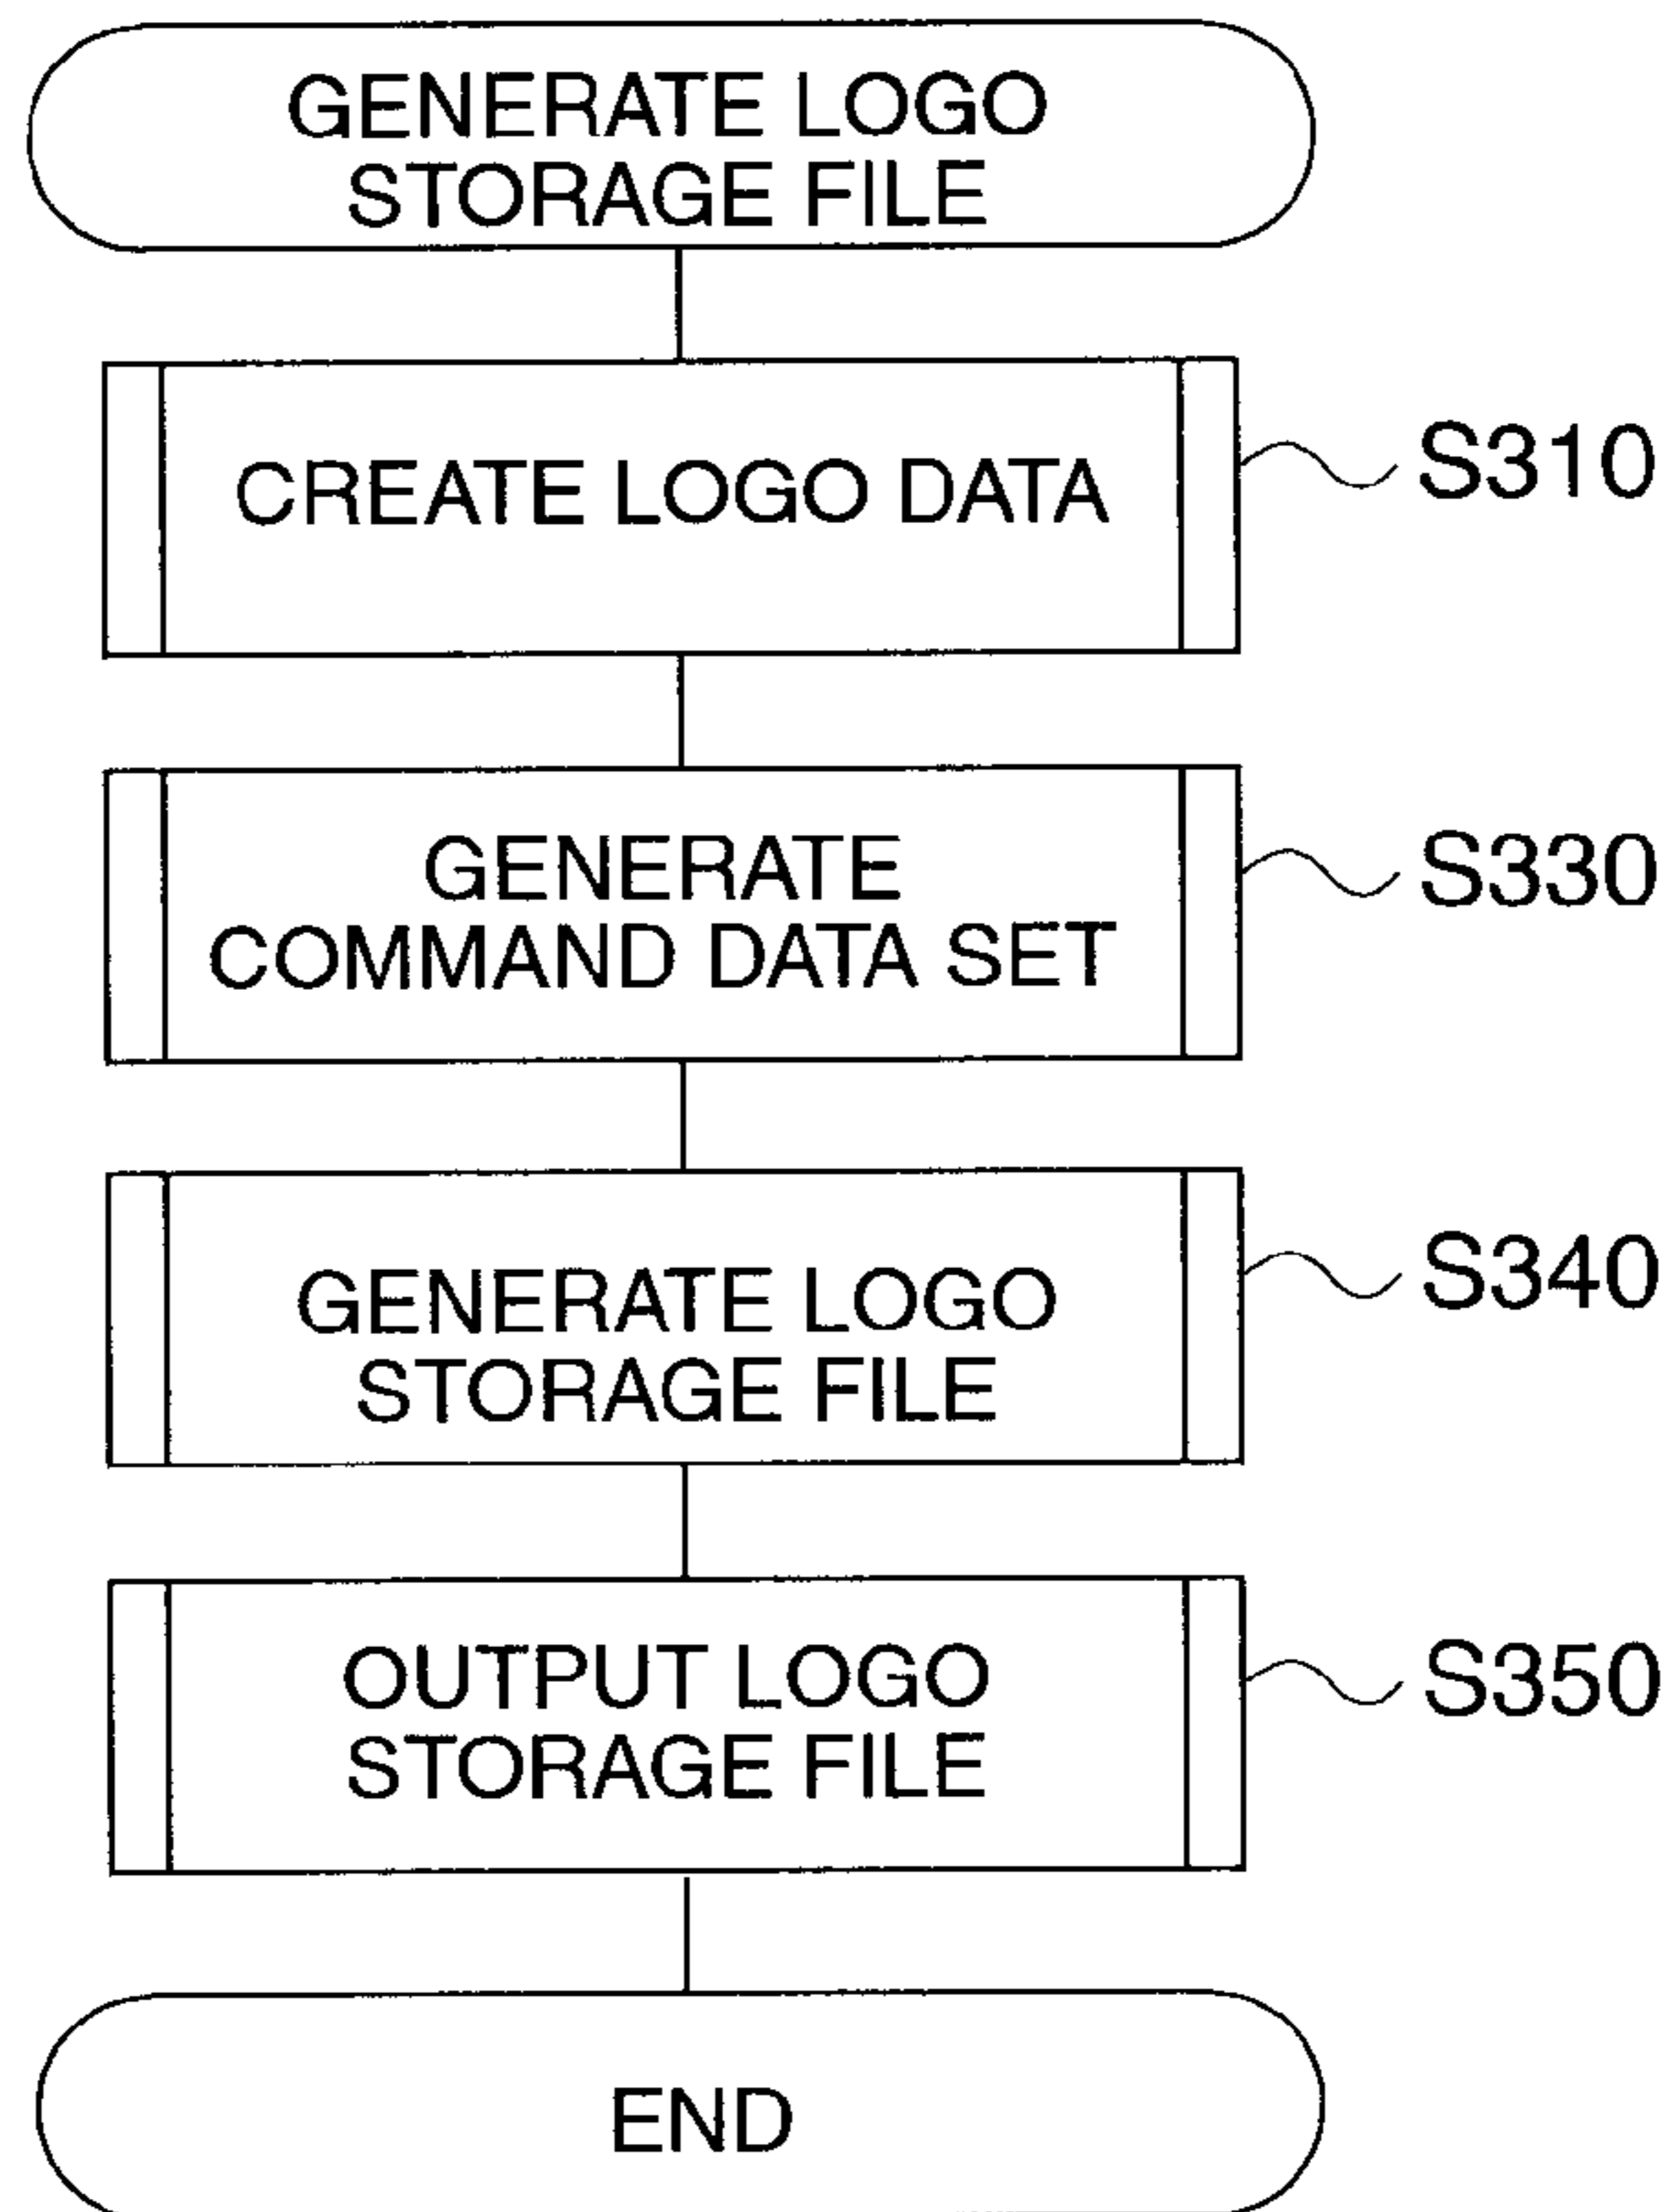 GENERATE LOGO
STORAGE FILE
CREATE LOGO DATA
S310
GENERATE
COMMAND DATA SET
S330
GENERATE LOGO
STORAGE FILE
S340
OUTPUT LOGO
STORAGE FILE
S350
END